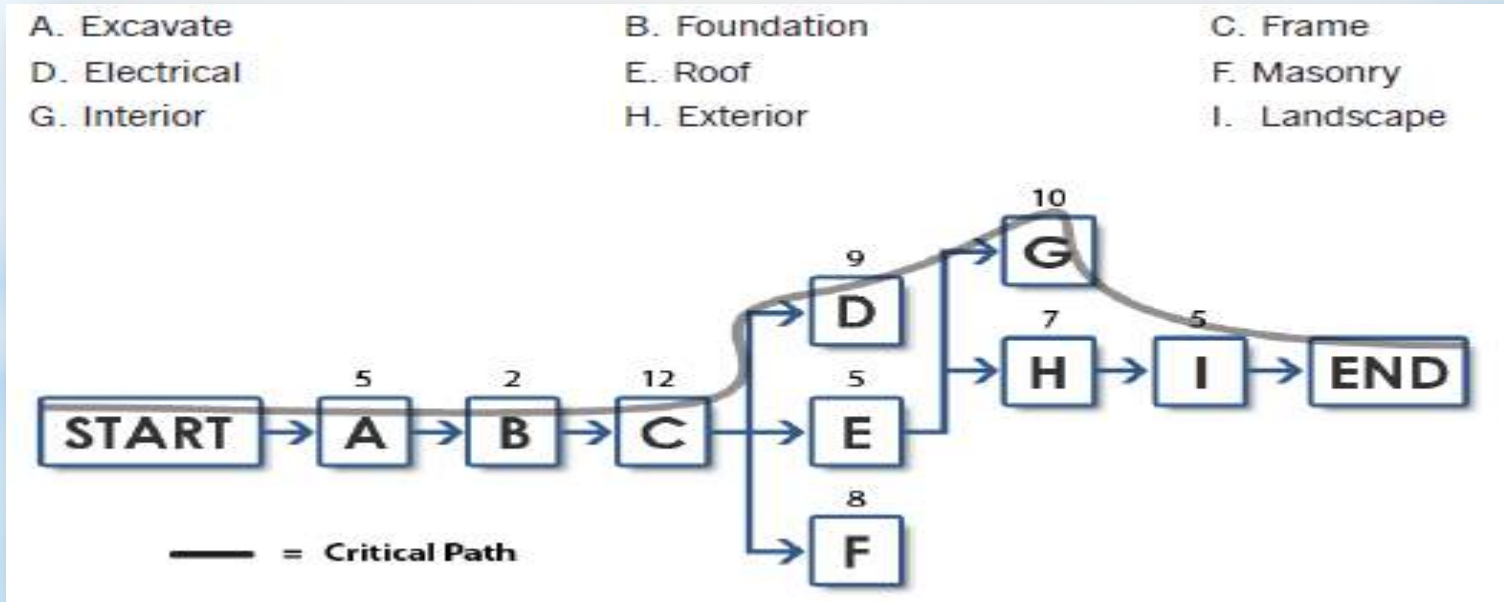 A. Excavate B. Foundation C. Frame
D. Electrical E. Roof F. Masonry
G. Interior H. Exterior I. Landscape
10
G
9
D
7 5
H I END
5 2 12 5
START A B C E
8
F
= Critical Path